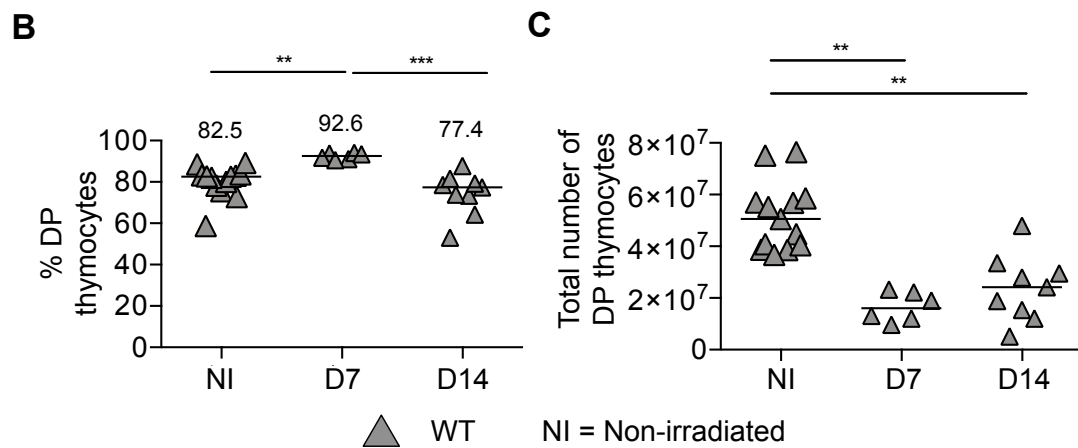 B
** ***
82.5 92.6 77.4
% DP
thymocytes
100
80
60
40
20
0
NI D7 D14
C
**
**
Total number of
DP thymocytes
8×10⁷
6×10⁷
4×10⁷
2×10⁷
0
NI D7 D14
WT NI = Non-irradiated